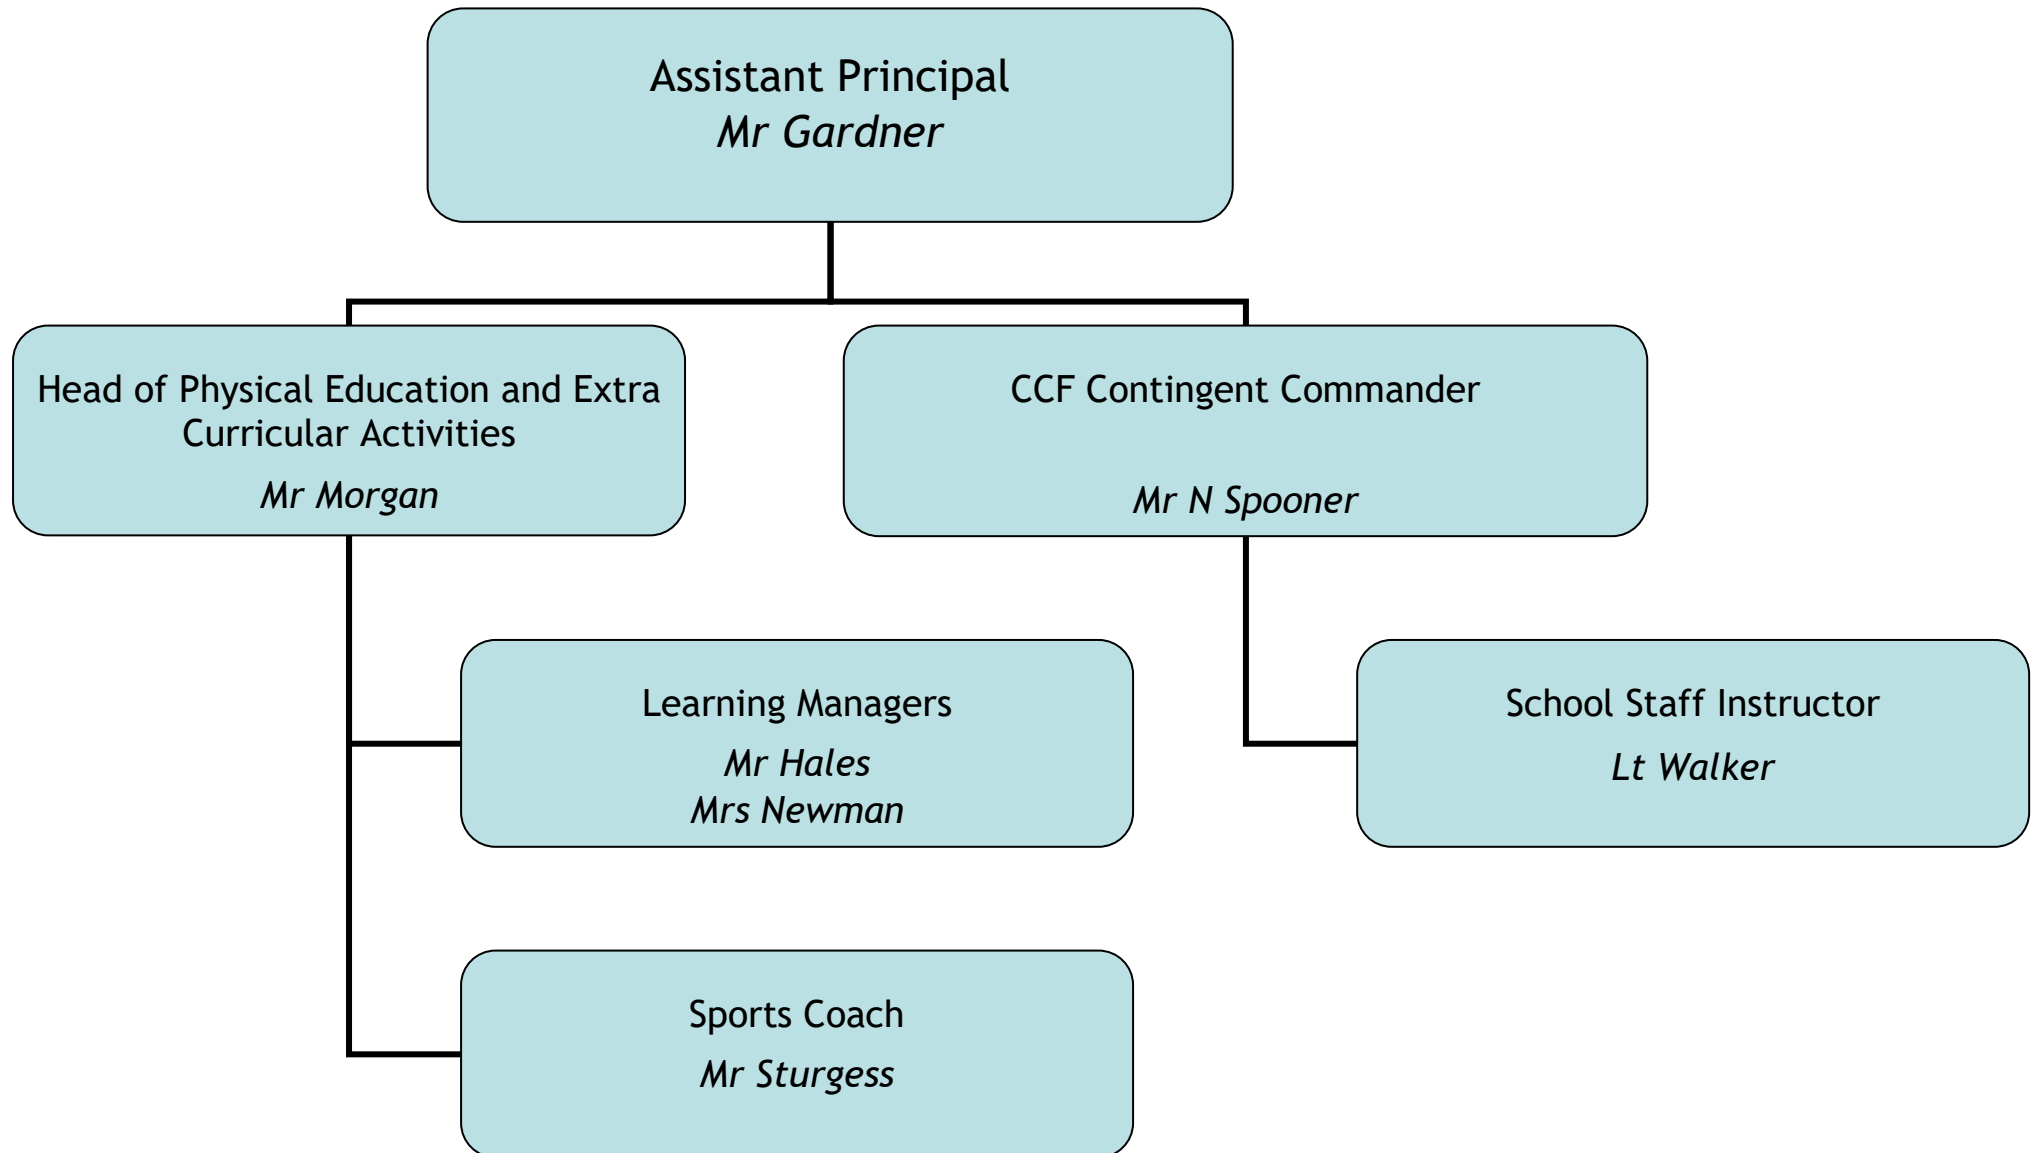 Assistant Principal
Mr Gardner
Head of Physical Education and Extra
Curricular Activities
Mr Morgan
CCF Contingent Commander
Mr N Spooner
Learning Managers
Mr Hales
Mrs Newman
School Staff Instructor
Lt Walker
Sports Coach
Mr Sturgess